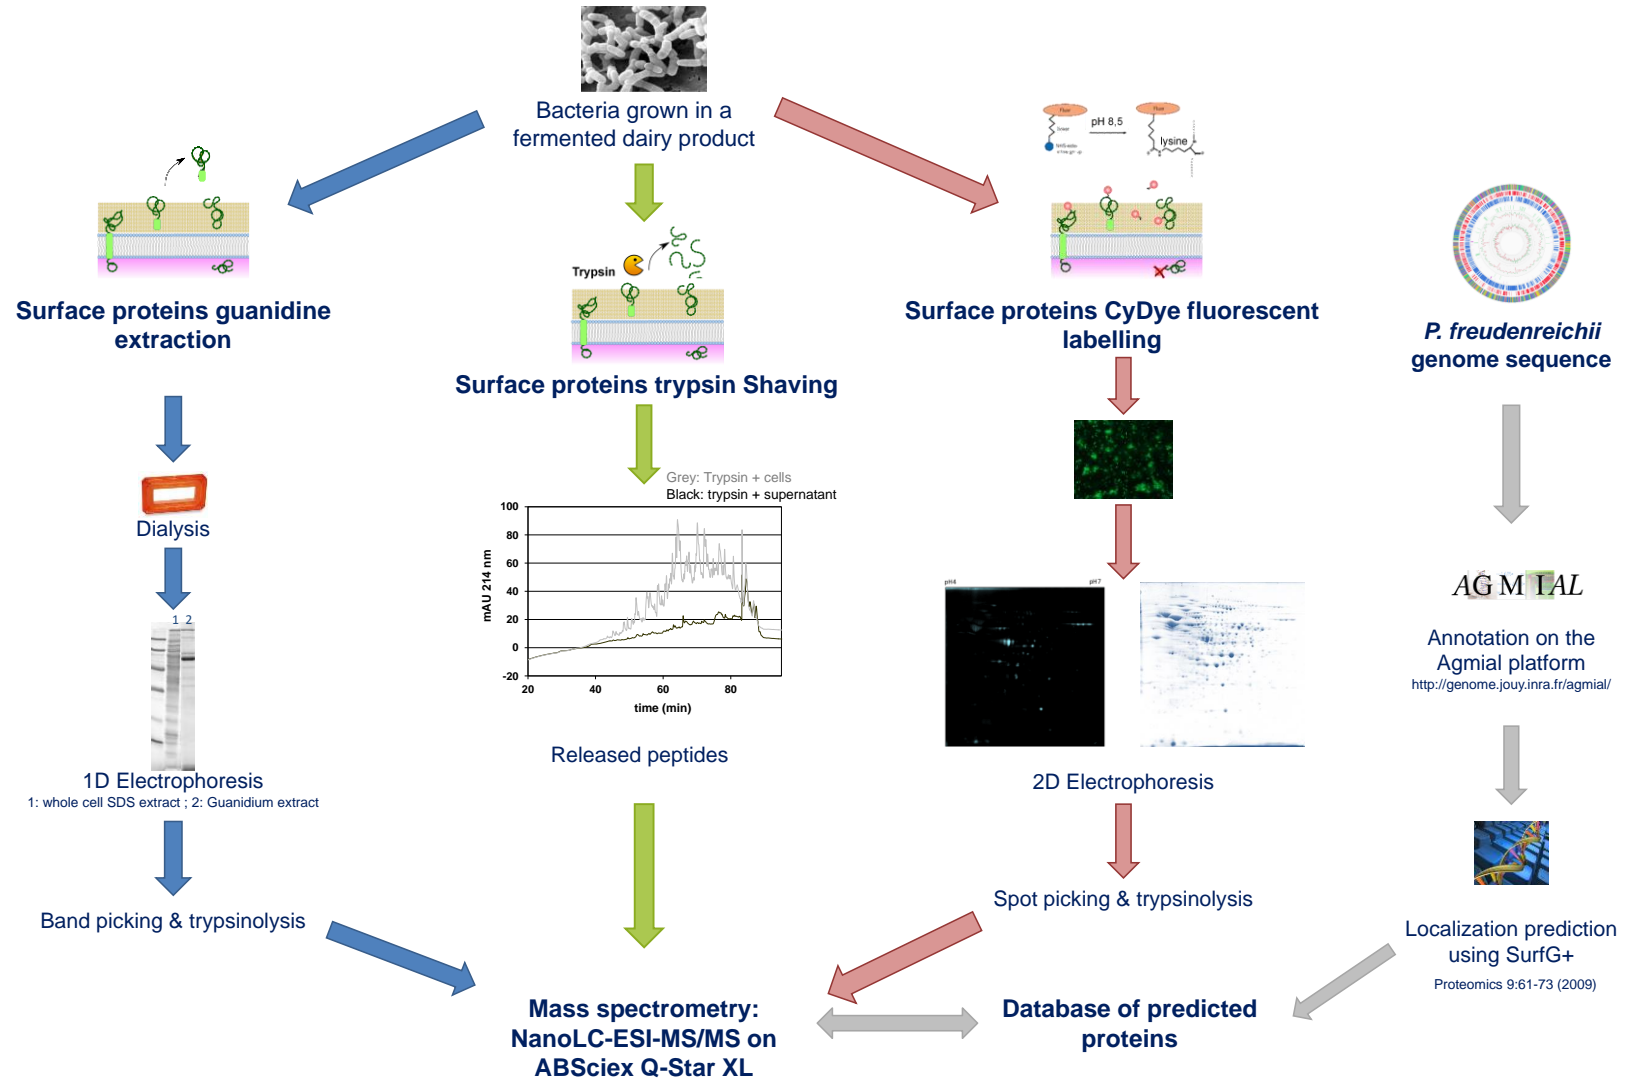 Bacteria grown in a
fermented dairy product
Fluor
linker
pH 8,5
lysine
Trypsin
Surface proteins guanidine
extraction
Surface proteins trypsin Shaving
Surface proteins CyDye fluorescent
labelling
P. freudenreichii
genome sequence
Dialysis
1 2
1D Electrophoresis
1: whole cell SDS extract ; 2: Guanidium extract
Band picking & trypsinolysis
Grey: Trypsin + cells
Black: trypsin + supernatant
100
80
60
40
20
0
-20
mAU 214 nm
20 40 60 80
time (min)
Released peptides
pH4 pH7
2D Electrophoresis
Spot picking & trypsinolysis
AGMIAL
Annotation on the
Agmial platform
http://genome.jouy.inra.fr/agmial/
Localization prediction
using SurfG+
Proteomics 9:61-73 (2009)
Mass spectrometry:
NanoLC-ESI-MS/MS on
ABSciex Q-Star XL
Database of predicted
proteins